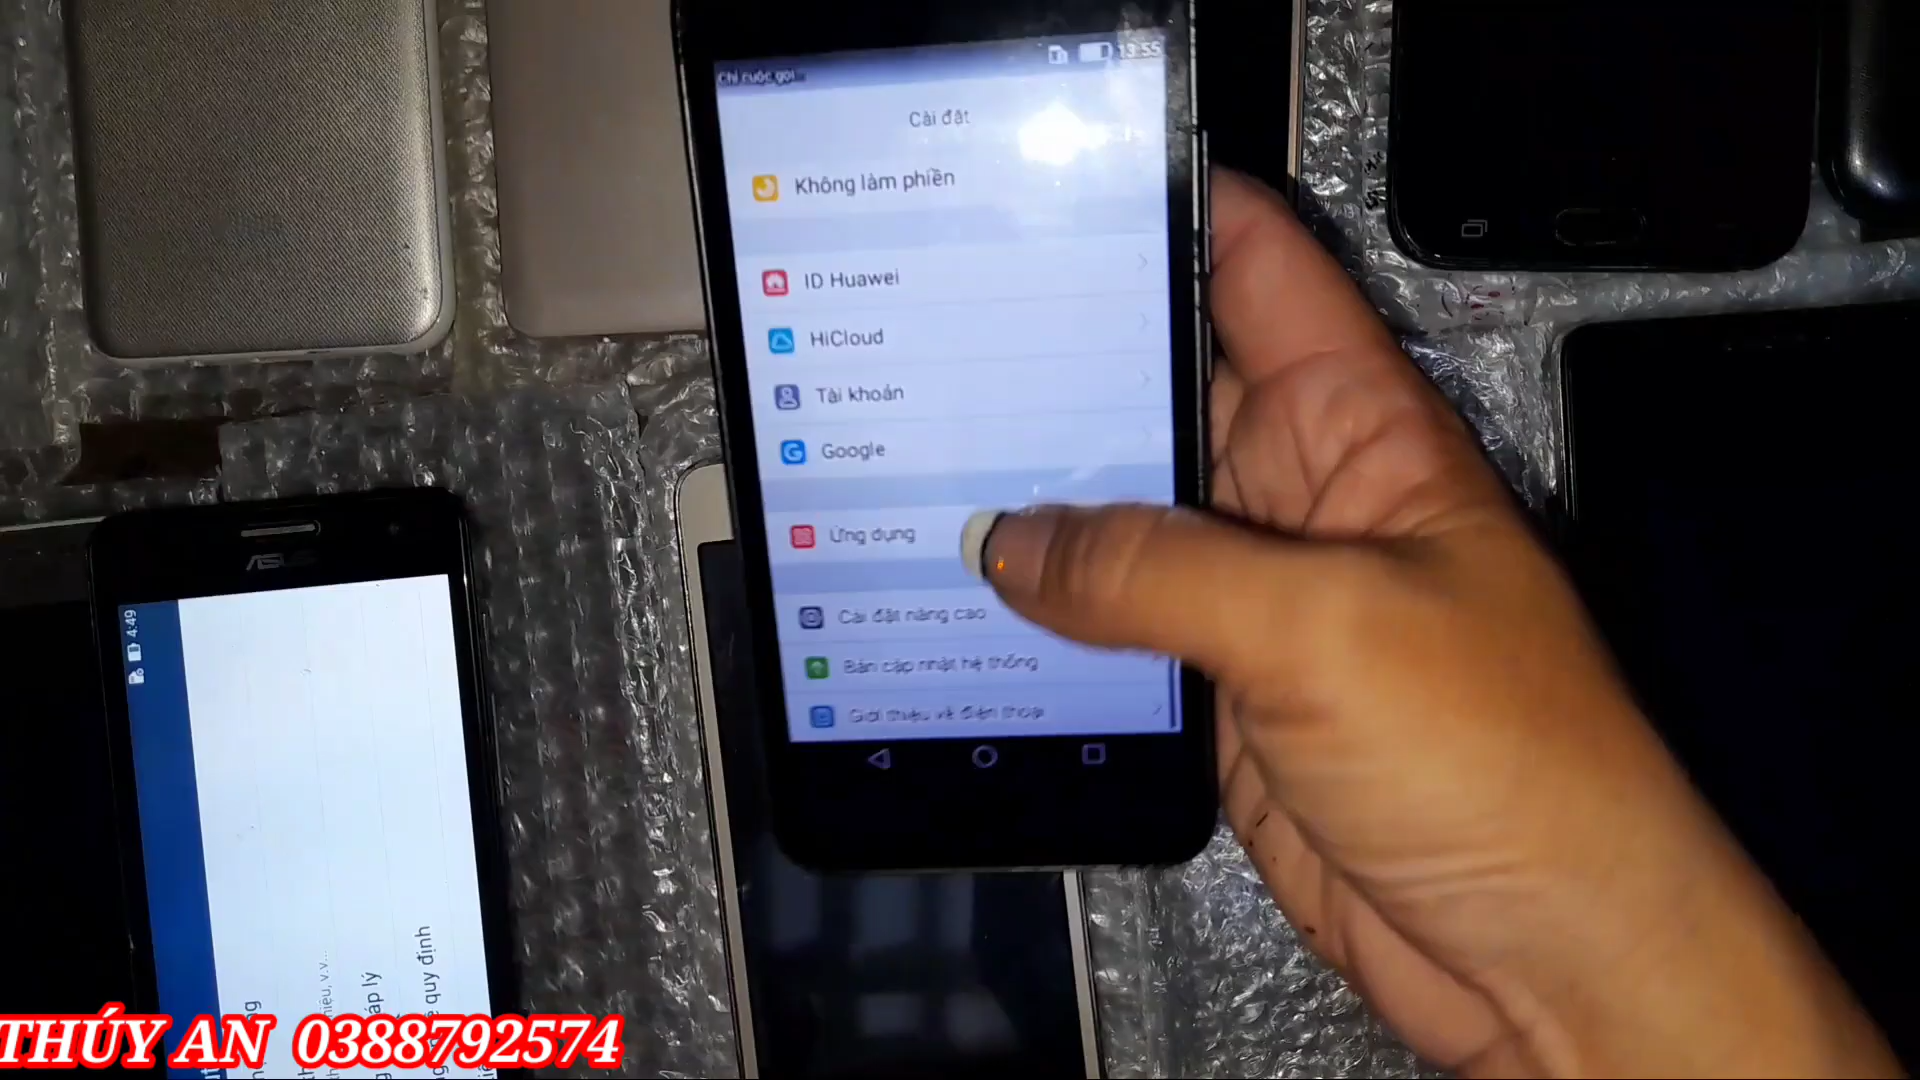 Chỉ cuộc gọi...
13:55
Cài đặt
Không làm phiền
ID Huawei
HiCloud
Tài khoản
Google
Ứng dụng
Cài đặt nâng cao
Bản cập nhật hệ thống
Giới thiệu về điện thoại
ASUS
4:49
áp lý
quy định
THÚY AN 0388792574